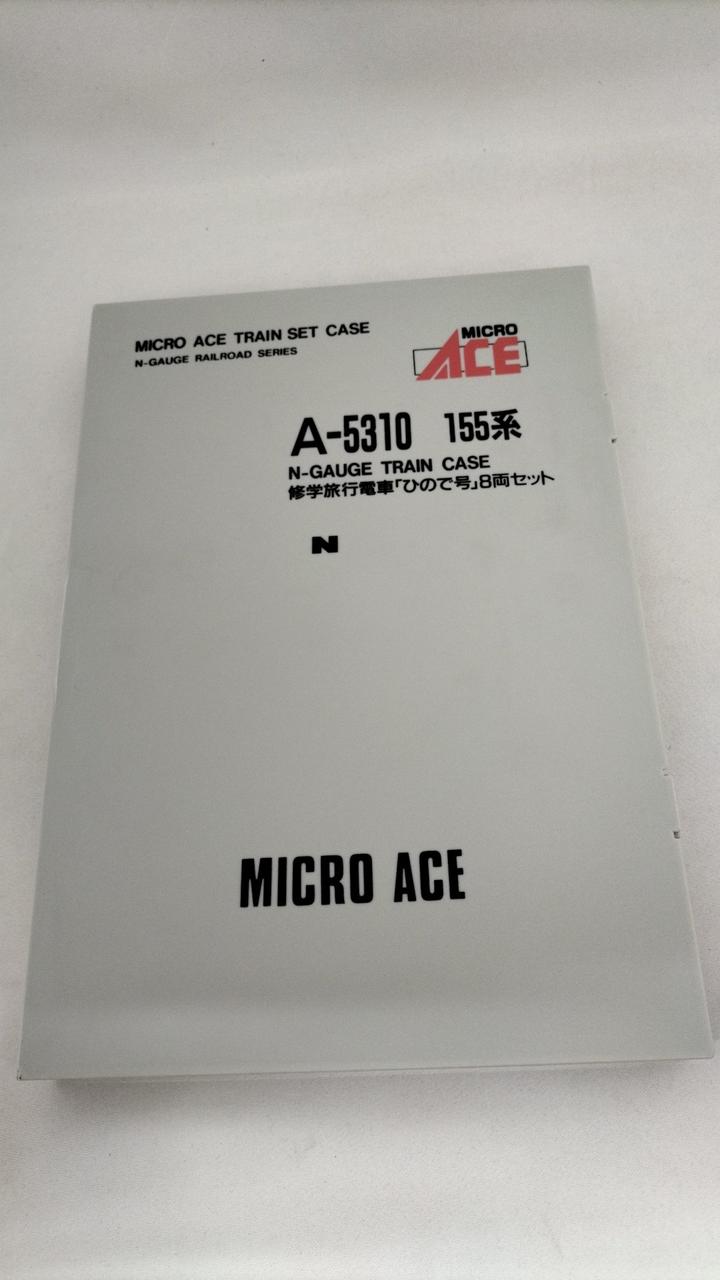 MICRO ACE TRAIN SET CASE
N-GAUGE RAILROAD SERIES
MICRO
ACE
A-5310 155系
N-GAUGE TRAIN CASE
修学旅行電車「ひので号」8両セット
N
MICRO ACE